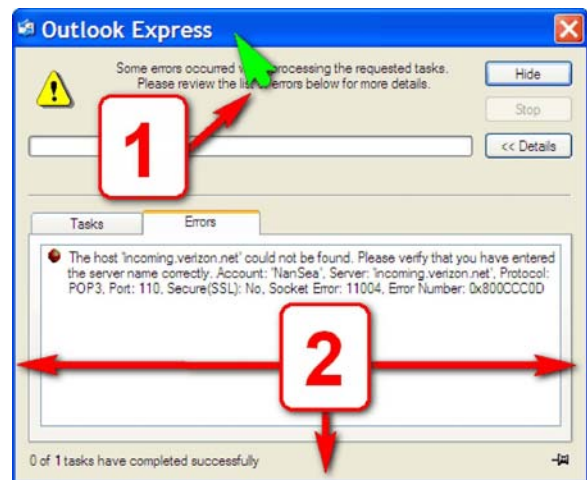 Outlook Express
Some errors occurred processing the requested tasks.
Please review the list errors below for more details.
Hide
Stop
<< Details
1
Tasks
Errors
The host 'incoming.verizon.net' could not be found. Please verify that you have entered
the server name correctly. Account: 'NanSea', Server: 'incoming.verizon.net', Protocol:
POP3, Port: 110, Secure(SSL): No, Socket Error: 11004, Error Number: 0x800CCC0D
2
0 of 1 tasks have completed successfully